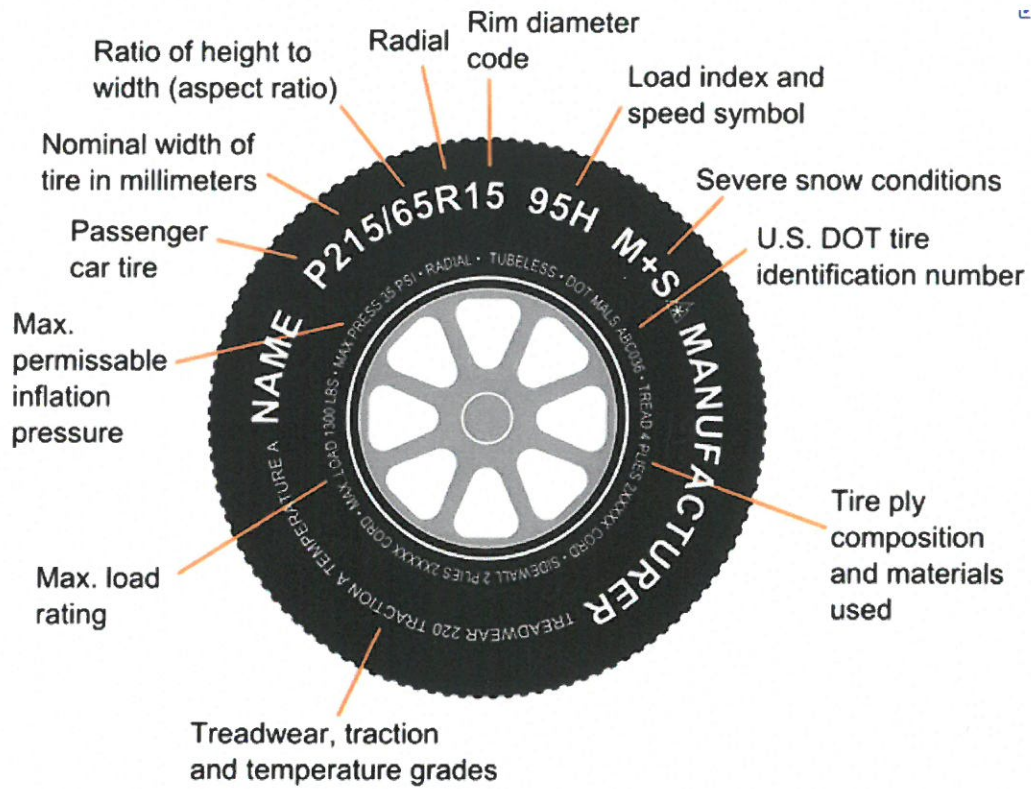 Ratio of height to
width (aspect ratio)
Radial
Rim diameter
code
Load index and
speed symbol
Nominal width of
tire in millimeters
Severe snow conditions
Passenger
car tire
U.S. DOT tire
identification number
Max.
permissable
inflation
pressure
Tire ply
composition
and materials
used
Max. load
rating
Treadwear, traction
and temperature grades
NAME P215/65R15 95H M+S MANUFACTURER
MAX LOAD 1300 LBS • MAX PRESS 35 PSI • RADIAL • TUBELESS • DOT MALS ABC036 • TREAD 4 PLIES 2XXXXX CORD • SIDEWALL 2 PLIES 2XXXX CORD •
TREADWEAR 220 TRACTION A TEMPERATURE A